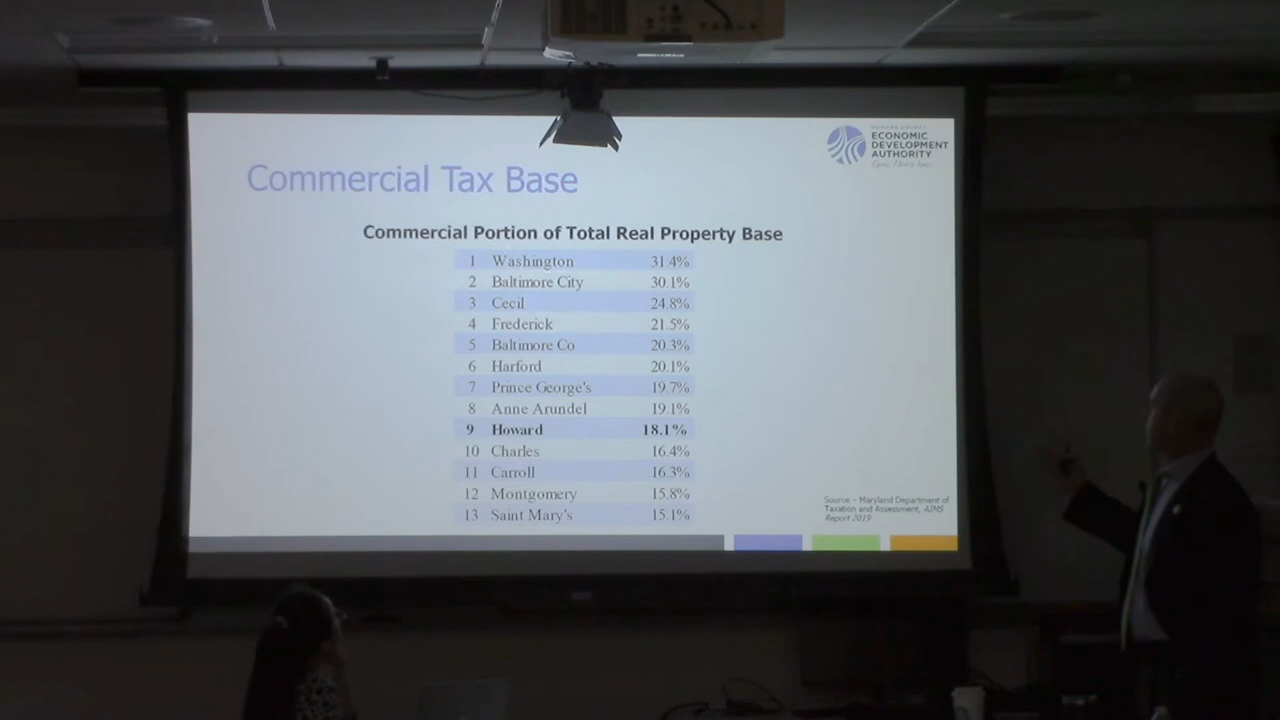 HOWARD COUNTY
ECONOMIC
DEVELOPMENT
AUTHORITY
Commercial Tax Base
Commercial Portion of Total Real Property Base
1 Washington 31.4%
2 Baltimore City 30.1%
3 Cecil 24.8%
4 Frederick 21.5%
5 Baltimore Co 20.3%
6 Harford 20.1%
7 Prince George's 19.7%
8 Anne Arundel 19.1%
9 Howard 18.1%
10 Charles 16.4%
11 Carroll 16.3%
12 Montgomery 15.8%
13 Saint Mary's 15.1%
Source – Maryland Department of
Taxation and Assessment, AIMS
Report 2019